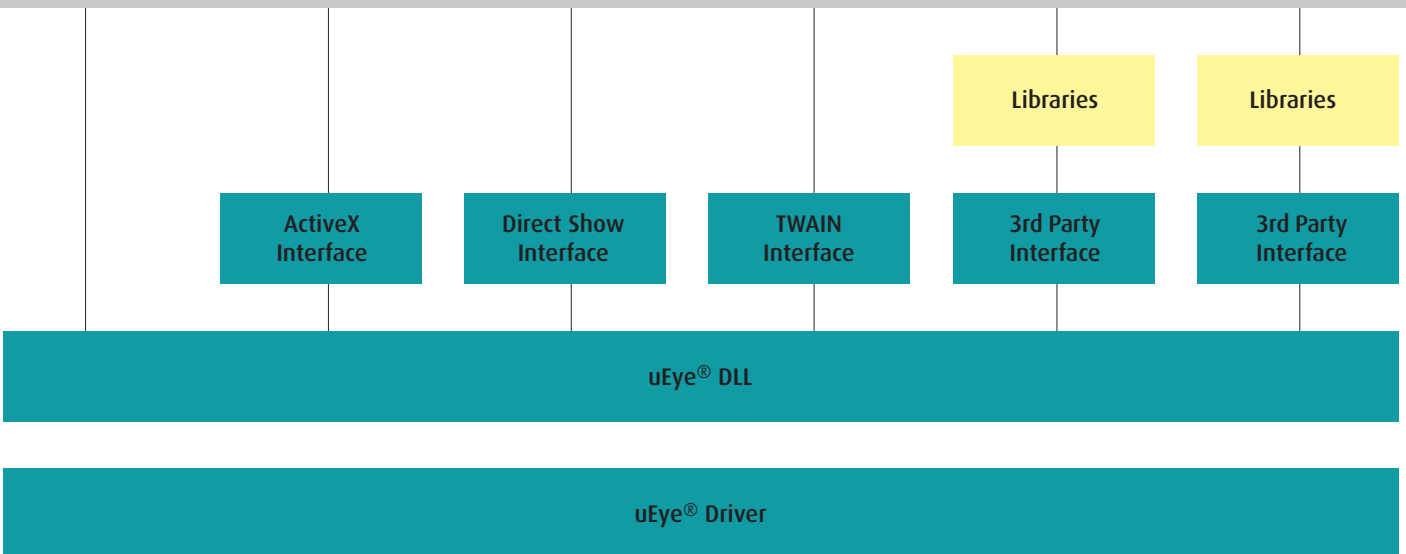 Libraries
Libraries
ActiveX
Interface
Direct Show
Interface
TWAIN
Interface
3rd Party
Interface
3rd Party
Interface
uEye® DLL
uEye® Driver